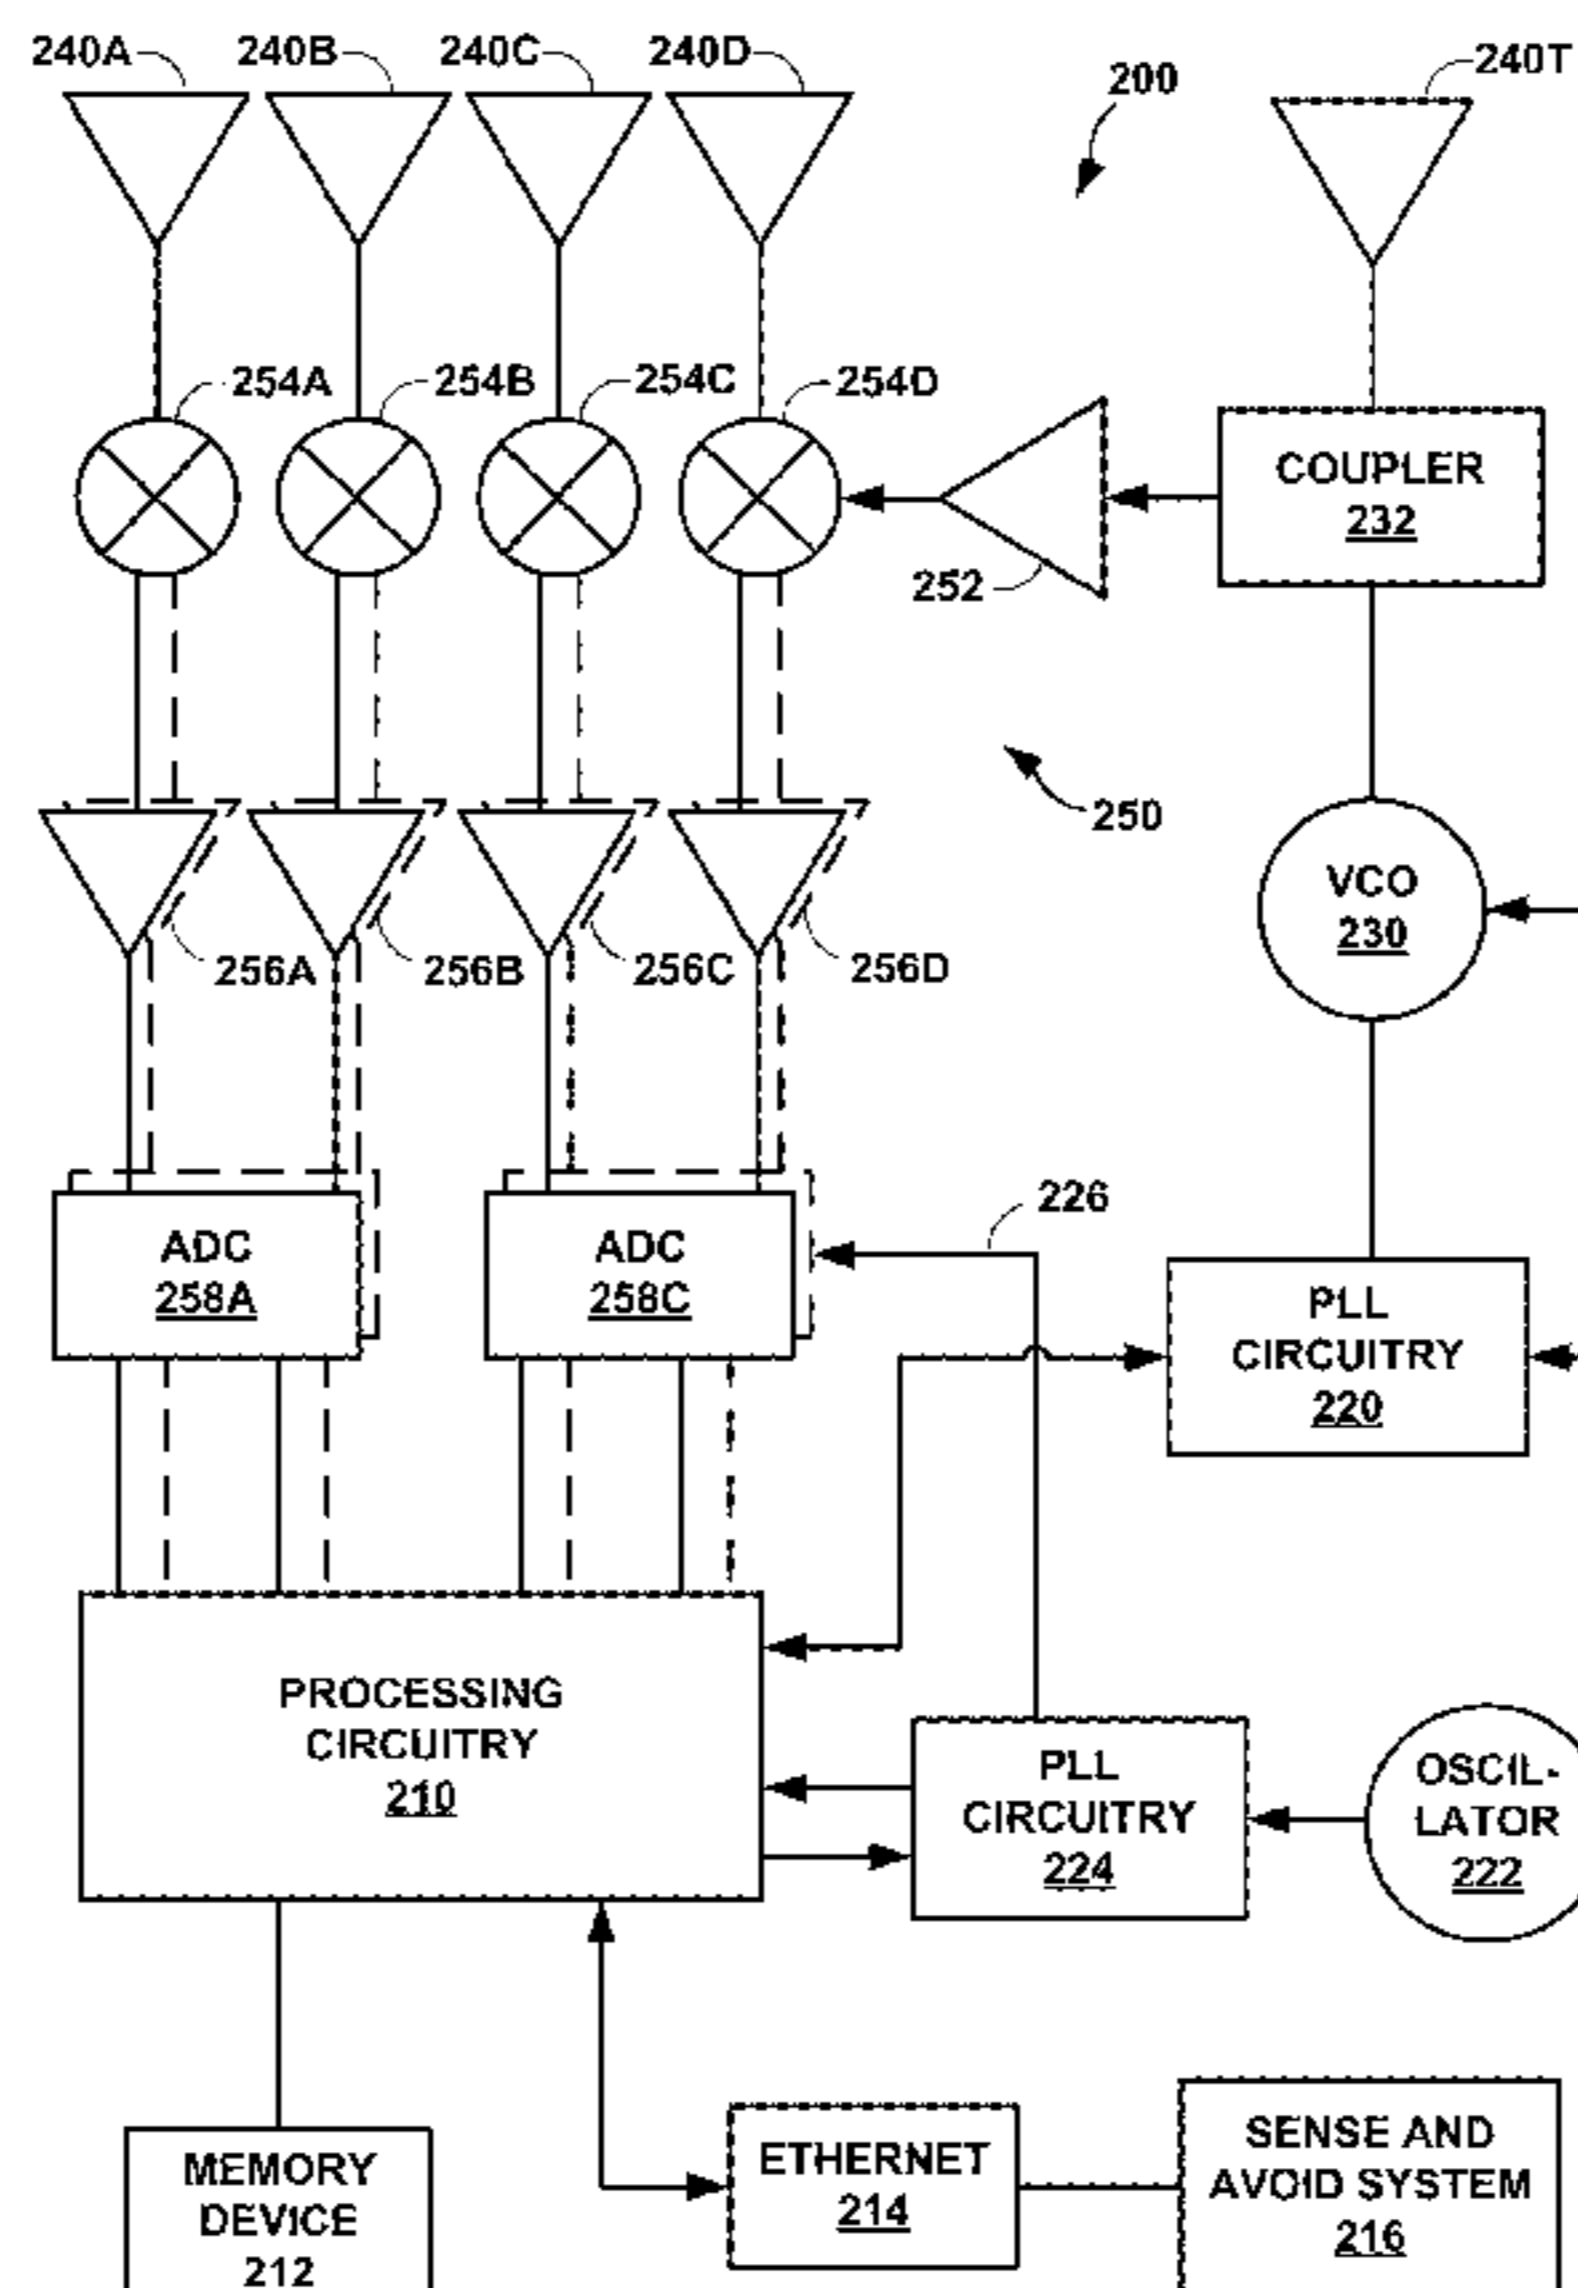 240A 240B 240C 240D 200 240T
254A 254B 254C 254D
COUPLER
232
252
250
VCO
230
256A 256B 256C 256D
226
ADC
258A
ADC
258C
PLL
CIRCUITRY
220
PROCESSING
CIRCUITRY
210
PLL
CIRCUITRY
224
OSCIL-
LATOR
222
MEMORY
DEVICE
212
ETHERNET
214
SENSE AND
AVOID SYSTEM
216